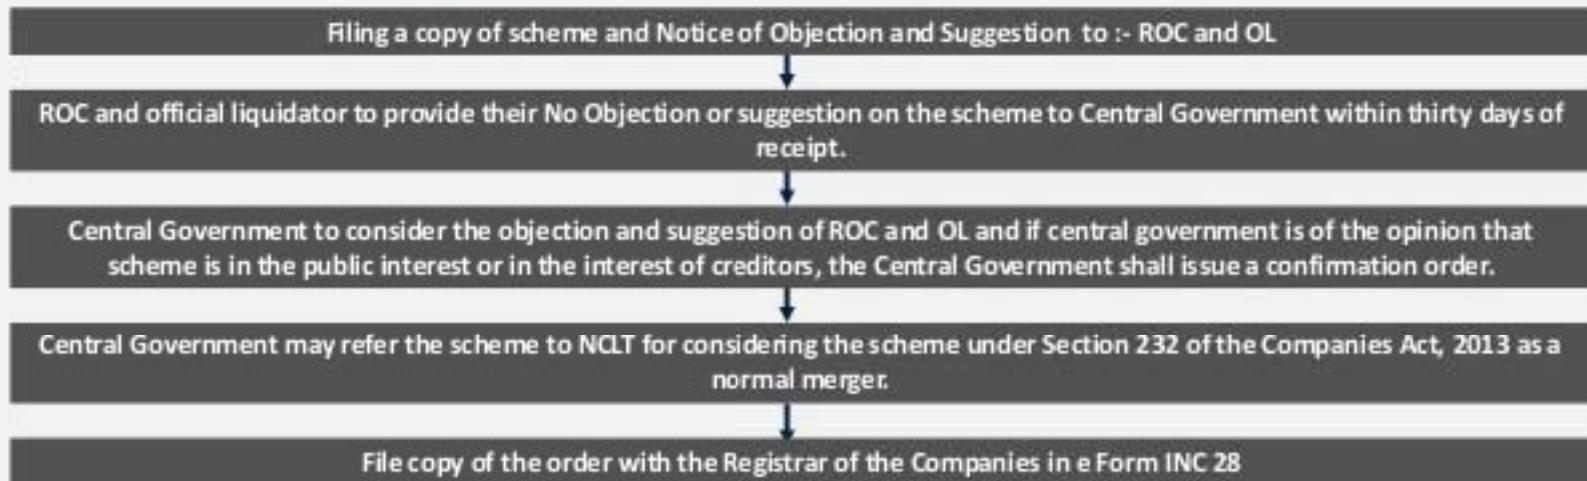 Filing a copy of scheme and Notice of Objection and Suggestion to :- ROC and OL
ROC and official liquidator to provide their No Objection or suggestion on the scheme to Central Government within thirty days of
receipt.
Central Government to consider the objection and suggestion of ROC and OL and if central government is of the opinion that
scheme is in the public interest or in the interest of creditors, the Central Government shall issue a confirmation order.
Central Government may refer the scheme to NCLT for considering the scheme under Section 232 of the Companies Act, 2013 as a
normal merger.
File copy of the order with the Registrar of the Companies in e Form INC 28